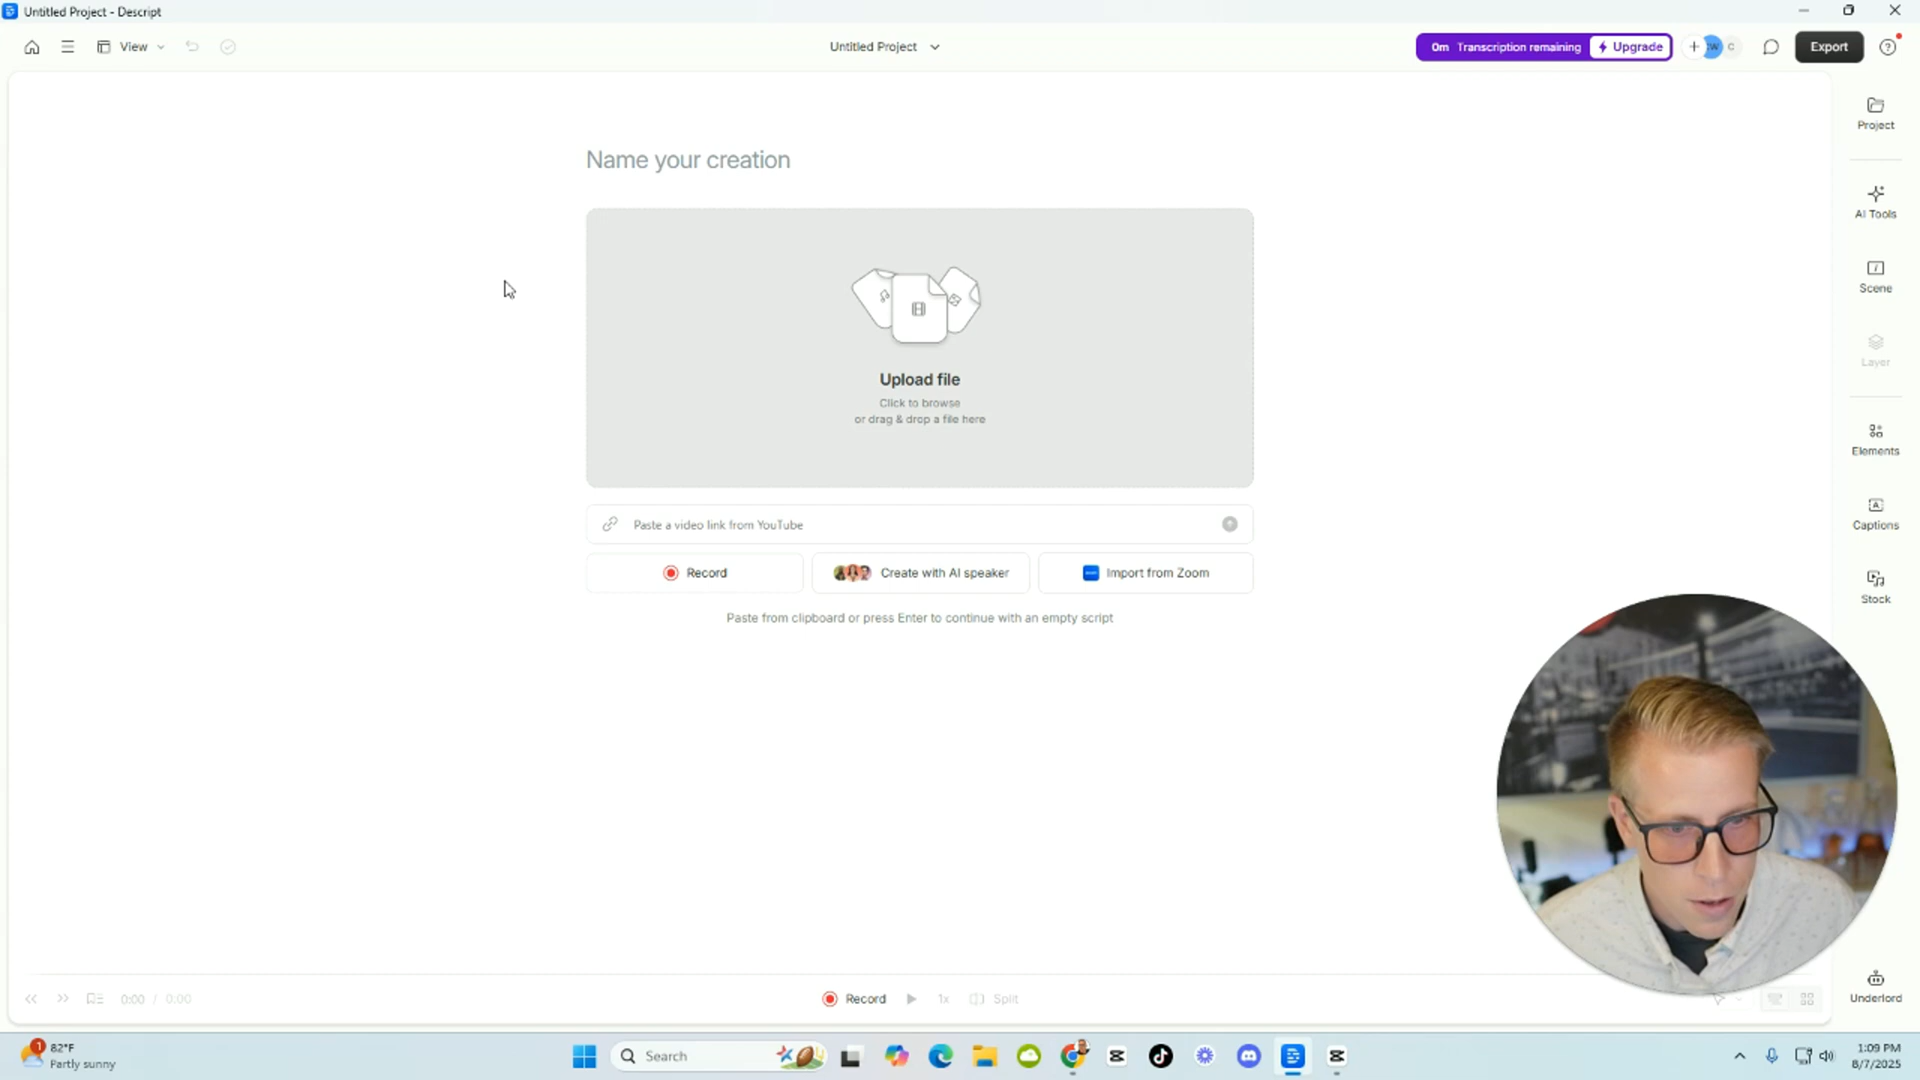 Untitled Project - Descript
View
Untitled Project
0m Transcription remaining
Upgrade
W
C
Export
Project
AI Tools
Scene
Layer
Elements
Captions
Stock
Underlord
Name your creation
Upload file
Click to browse
or drag & drop a file here
Paste a video link from YouTube
Record
Create with AI speaker
Import from Zoom
Paste from clipboard or press Enter to continue with an empty script
0:00 / 0:00
Record
1x
Split
1
82°F
Partly sunny
Search
1:09 PM
8/7/2025